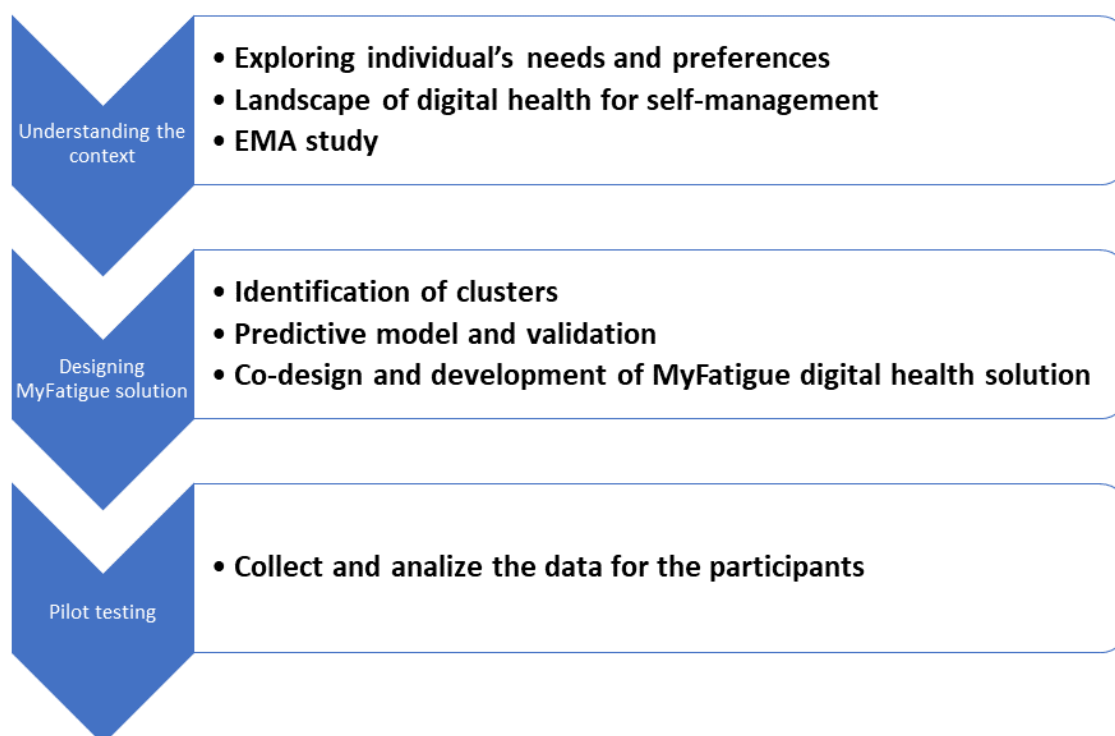 Understanding the
context
• Exploring individual’s needs and preferences
• Landscape of digital health for self-management
• EMA study
Designing
MyFatigue solution
• Identification of clusters
• Predictive model and validation
• Co-design and development of MyFatigue digital health solution
Pilot testing
• Collect and analize the data for the participants